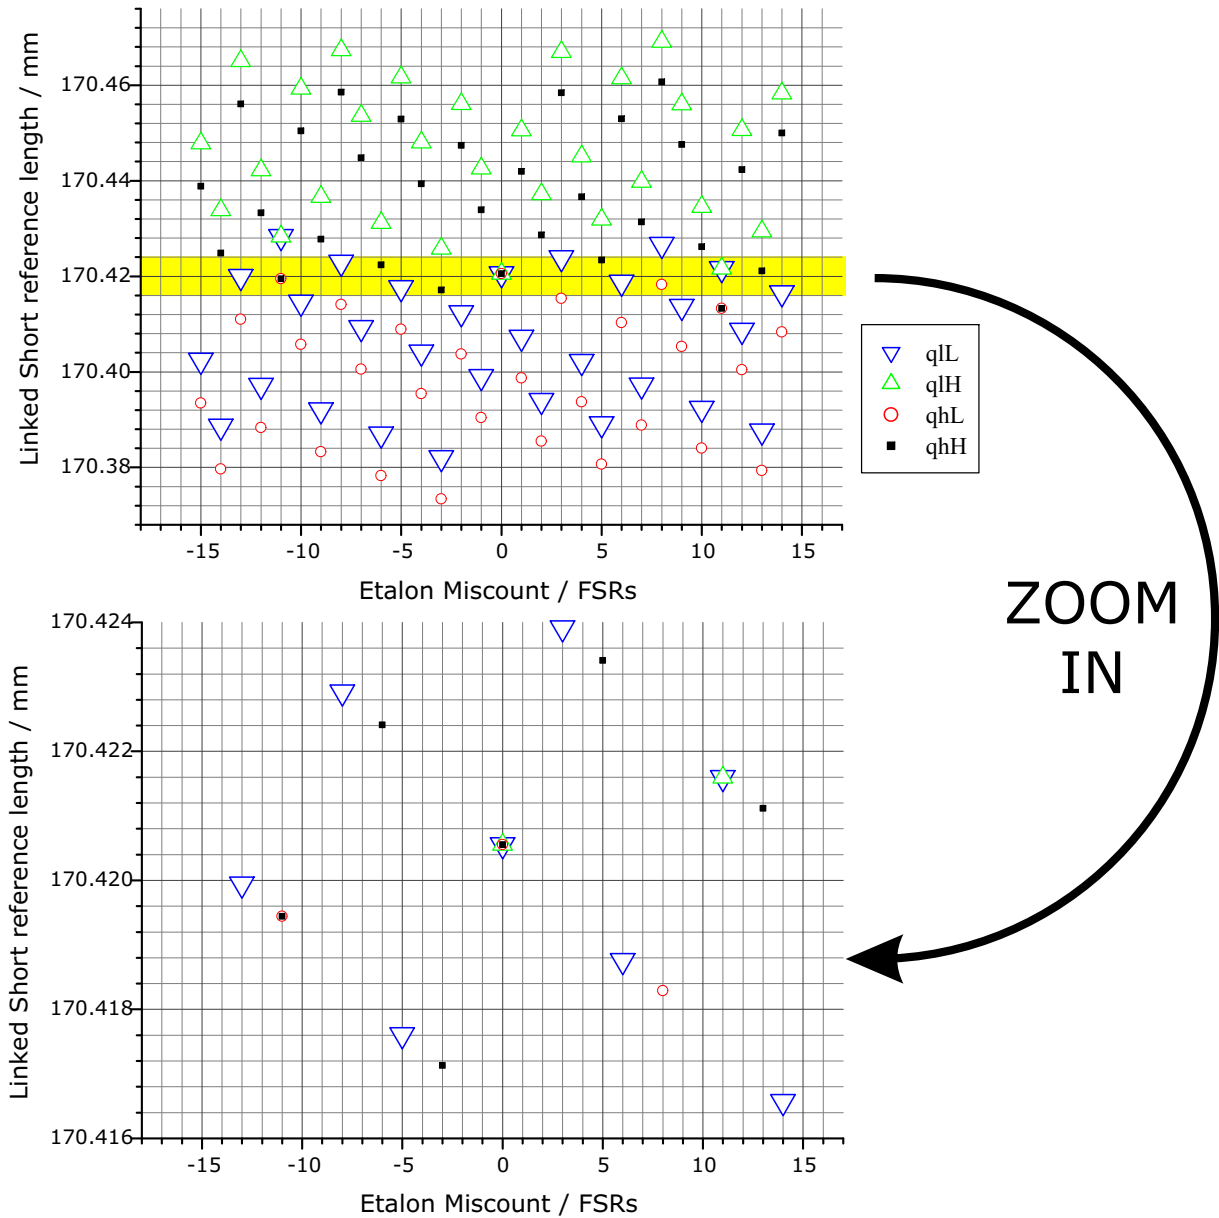 Linked Short reference length / mm
170.46
170.44
170.42
170.40
170.38
-15 -10 -5 0 5 10 15
Etalon Miscount / FSRs
qlL
qlH
qhL
qhH
ZOOM
IN
Linked Short reference length / mm
170.424
170.422
170.420
170.418
170.416
-15 -10 -5 0 5 10 15
Etalon Miscount / FSRs